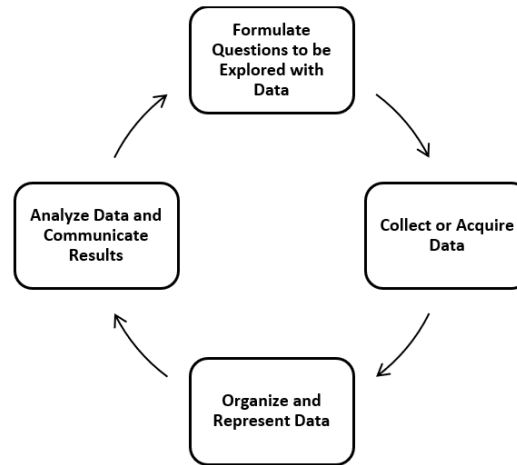 Formulate
Questions to be
Explored with
Data
Collect or Acquire
Data
Organize and
Represent Data
Analyze Data and
Communicate
Results